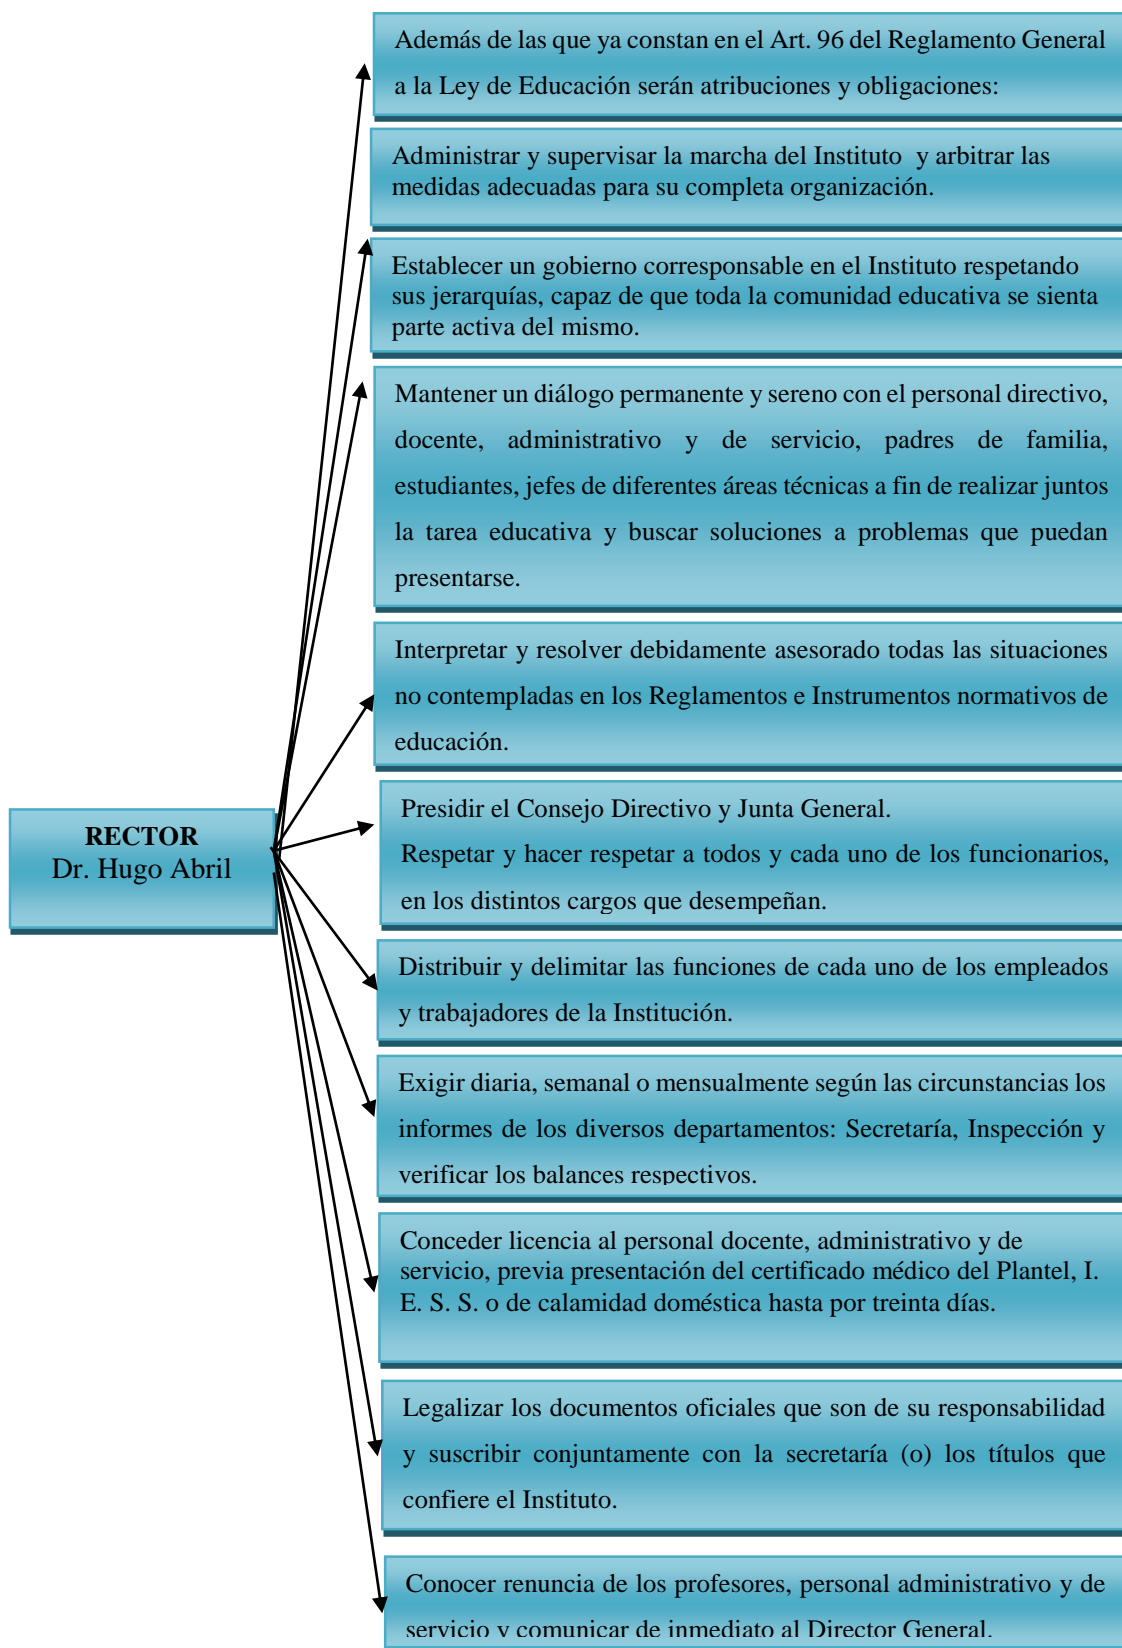 Además de las que ya constan en el Art. 96 del Reglamento General
a la Ley de Educación serán atribuciones y obligaciones:
Administrar y supervisar la marcha del Instituto y arbitrar las
medidas adecuadas para su completa organización.
Establecer un gobierno corresponsable en el Instituto respetando
sus jerarquías, capaz de que toda la comunidad educativa se sienta
parte activa del mismo.
Mantener un diálogo permanente y sereno con el personal directivo,
docente, administrativo y de servicio, padres de familia,
estudiantes, jefes de diferentes áreas técnicas a fin de realizar juntos
la tarea educativa y buscar soluciones a problemas que puedan
presentarse.
Interpretar y resolver debidamente asesorado todas las situaciones
no contempladas en los Reglamentos e Instrumentos normativos de
educación.
RECTOR
Dr. Hugo Abril
Presidir el Consejo Directivo y Junta General.
Respetar y hacer respetar a todos y cada uno de los funcionarios,
en los distintos cargos que desempeñan.
Distribuir y delimitar las funciones de cada uno de los empleados
y trabajadores de la Institución.
Exigir diaria, semanal o mensualmente según las circunstancias los
informes de los diversos departamentos: Secretaría, Inspección y
verificar los balances respectivos.
Conceder licencia al personal docente, administrativo y de
servicio, previa presentación del certificado médico del Plantel, I.
E. S. S. o de calamidad doméstica hasta por treinta días.
Legalizar los documentos oficiales que son de su responsabilidad
y suscribir conjuntamente con la secretaría (o) los títulos que
confiere el Instituto.
Conocer renuncia de los profesores, personal administrativo y de
servicio y comunicar de inmediato al Director General.